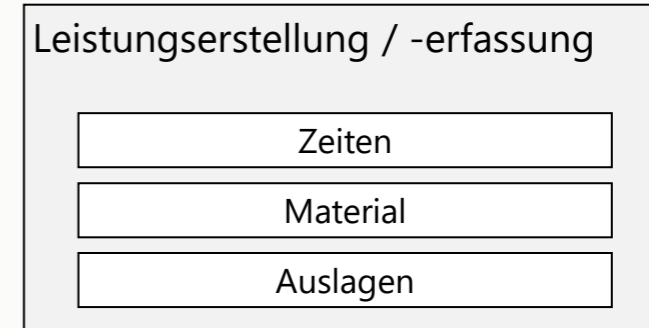 Leistungserstellung / -erfassung
Zeiten
Material
Auslagen